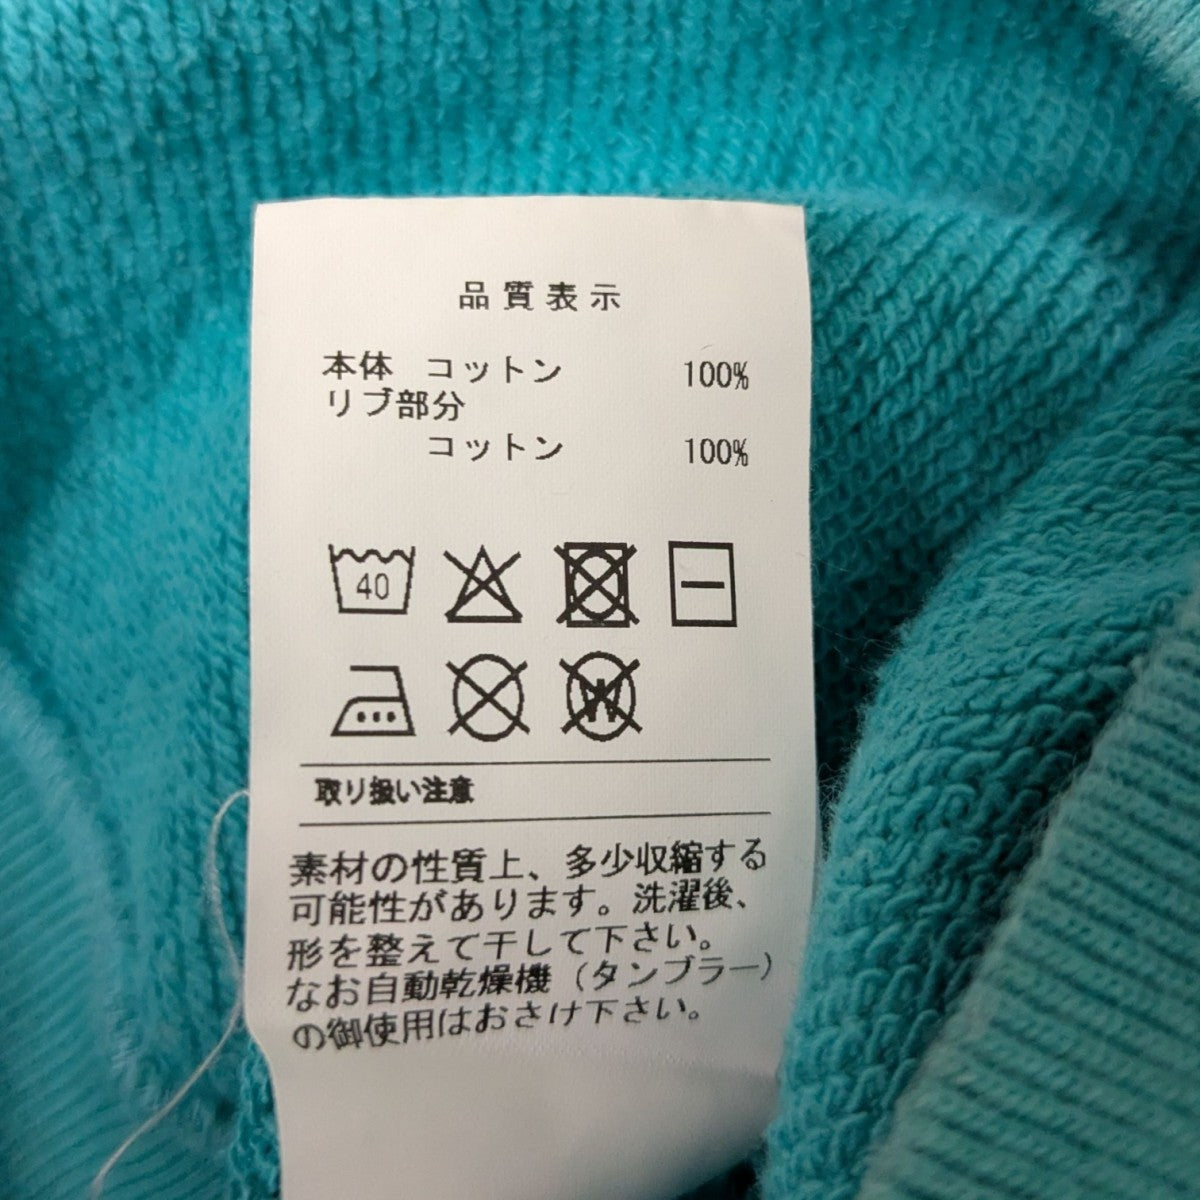 品質表示
本体 コットン 100%
リブ部分
コットン 100%
40
W
取り扱い注意
素材の性質上、多少収縮する
可能性があります。洗濯後、
形を整えて干して下さい。
なお自動乾燥機(タンブラー)
の御使用はおさけ下さい。